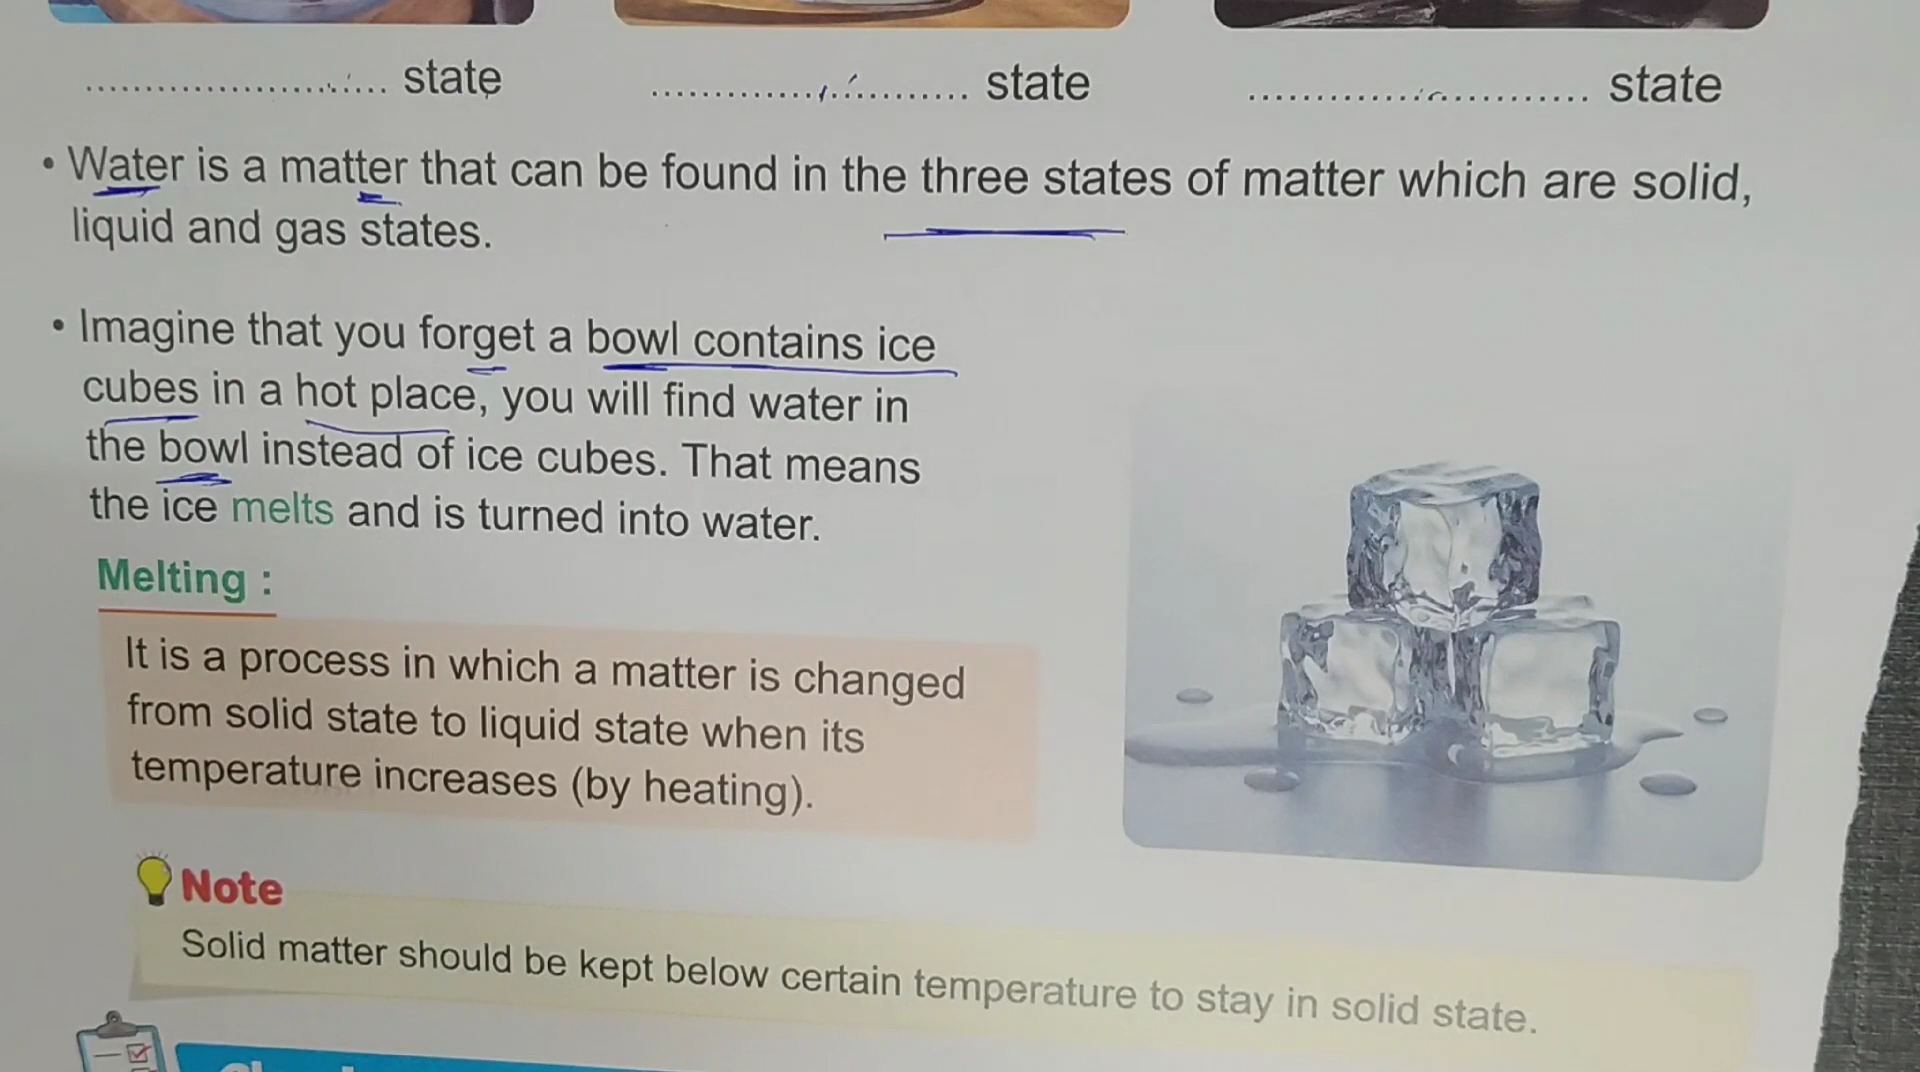 ..................... state
..................... state
..................... state
• Water is a matter that can be found in the three states of matter which are solid,
liquid and gas states.
• Imagine that you forget a bowl contains ice
cubes in a hot place, you will find water in
the bowl instead of ice cubes. That means
the ice melts and is turned into water.
Melting :
It is a process in which a matter is changed
from solid state to liquid state when its
temperature increases (by heating).
Note
Solid matter should be kept below certain temperature to stay in solid state.